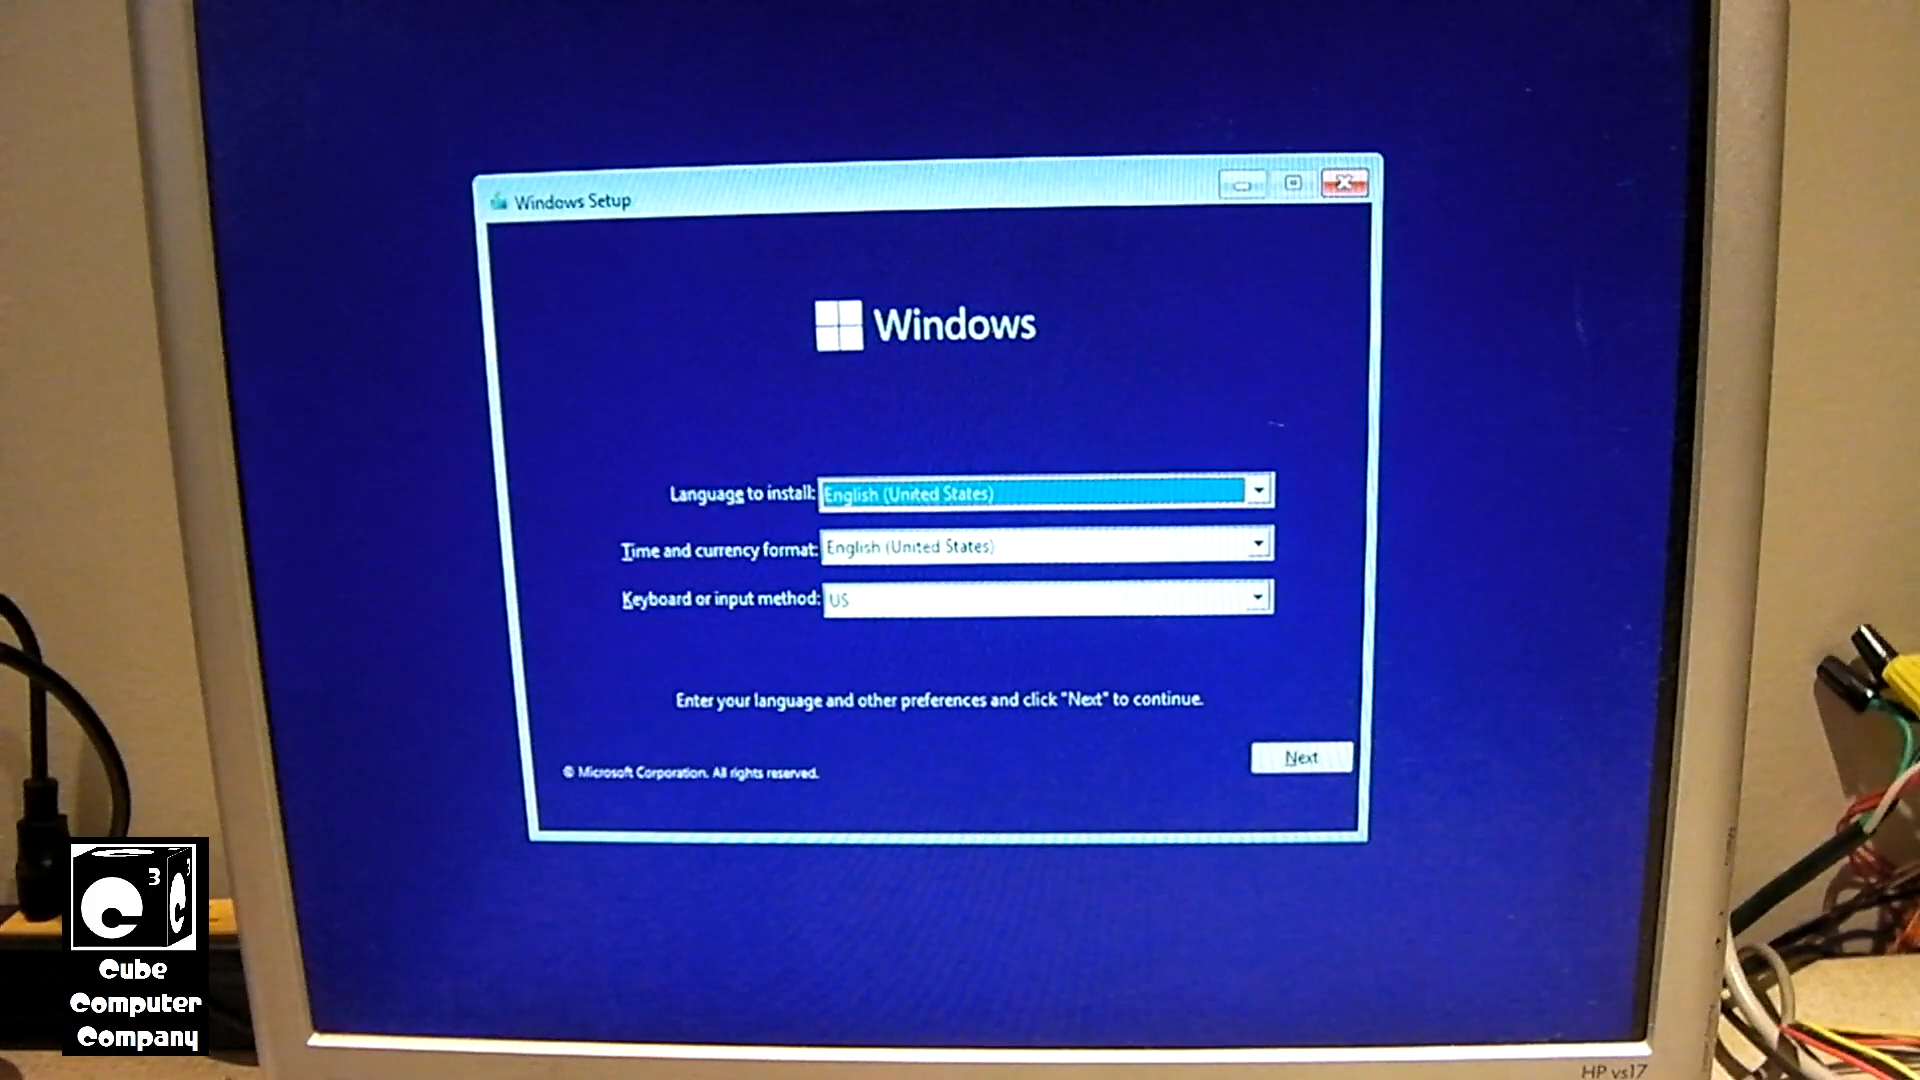 Windows Setup
Windows
Language to install: English (United States)
Time and currency format: English (United States)
Keyboard or input method: US
Enter your language and other preferences and click "Next" to continue.
© Microsoft Corporation. All rights reserved.
Next
C 3 C 3
Cube
Computer
Company
HP vs17